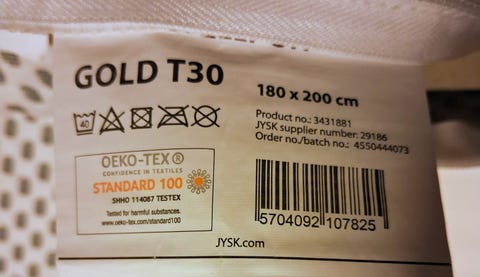 GOLD T30
180 x 200 cm
Product no.: 3431881
JYSK supplier number: 29186
Order no./batch no.: 4550444073
40
OEKO-TEX®
CONFIDENCE IN TEXTILES
STANDARD 100
SHHO 114087 TESTEX
Tested for harmful substances.
www.oeko-tex.com/standard100
5704092 107825
JYSK.com